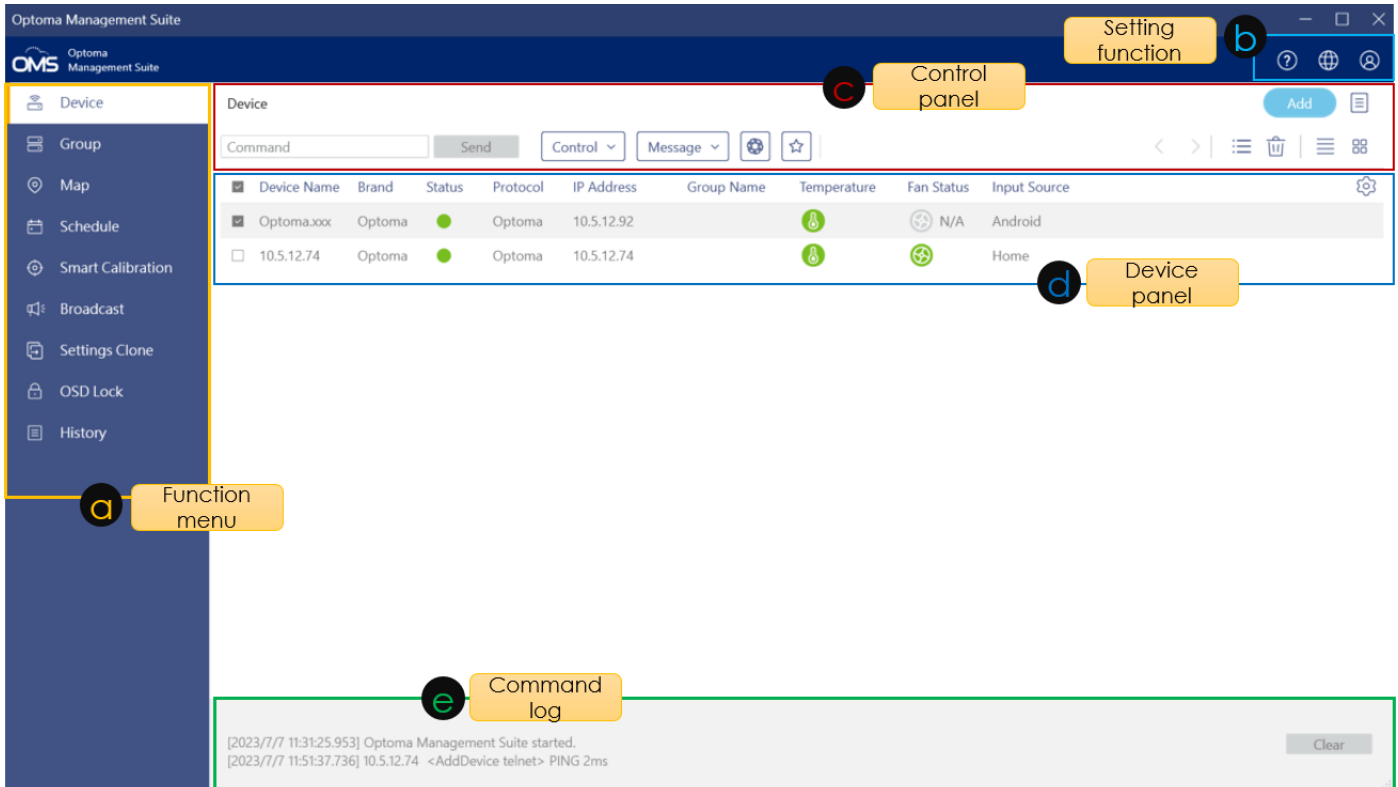 Optoma Management Suite
OMS Optoma
Management Suite
Setting
function
b
Device
Group
Map
Schedule
Smart Calibration
Broadcast
Settings Clone
OSD Lock
History
a
Function
menu
c
Control
panel
Device
Add
Command Send Control Message
Device Name Brand Status Protocol IP Address Group Name Temperature Fan Status Input Source
Optoma.xxx Optoma Optoma 10.5.12.92 N/A Android
10.5.12.74 Optoma Optoma 10.5.12.74 Home
d
Device
panel
e
Command
log
[2023/7/7 11:31:25.953] Optoma Management Suite started.
[2023/7/7 11:51:37.736] 10.5.12.74 <AddDevice telnet> PING 2ms
Clear